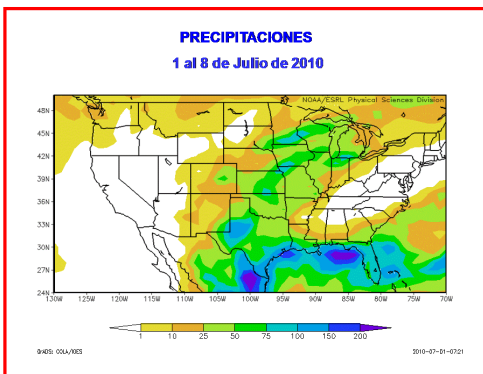 PRECIPITACIONES
1 al 8 de Julio de 2010
NOAA/ESRL Physical Sciences Division
48N
45N
42N
39N
36N
33N
30N
27N
24N
130W 125W 120W 115W 110W 105W 100W 95W 90W 85W 80W 75W 70W
1 10 25 50 75 100 150 200
GrADS: COLA/IGES 2010-07-01-07:21